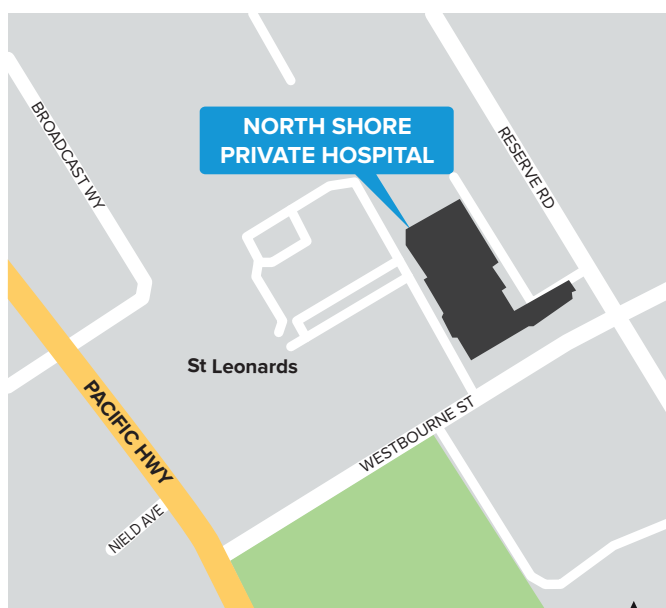 BROADCAST WY
NORTH SHORE
PRIVATE HOSPITAL
RESERVE RD
St Leonards
PACIFIC HWY
WESTBOURNE ST
NIELD AVE